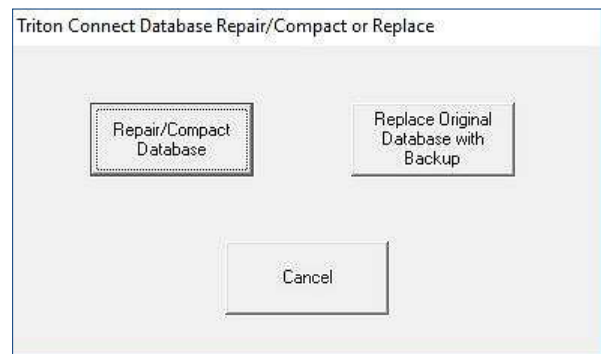 Triton Connect Database Repair/Compact or Replace
Repair/Compact
Database
Replace Original
Database with
Backup
Cancel